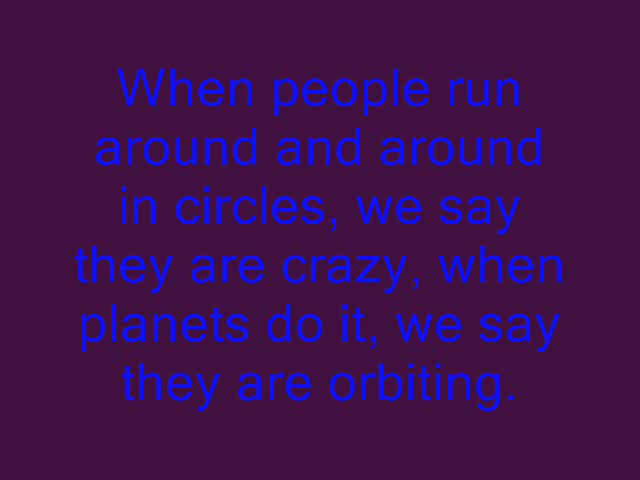 When people run
around and around
in circles, we say
they are crazy, when
planets do it, we say
they are orbiting.